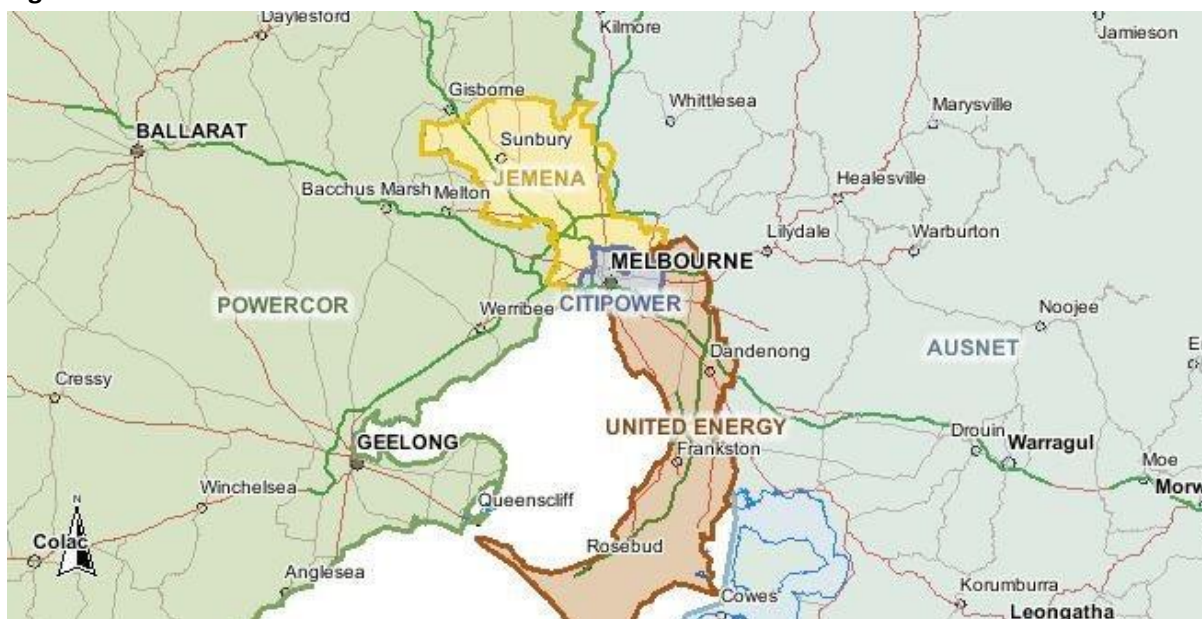 Daylesford
Kilmore
Jamieson
Gisborne
Whittlesea
Marysville
BALLARAT
Sunbury
JEMENA
Bacchus Marsh
Melton
Healesville
Lilydale
Warburton
MELBOURNE
POWERCOR
Werribee
CITIPOWER
Noojee
AUSNET
Dandenong
Cressy
UNITED ENERGY
GEELONG
Frankston
Drouin
Warragul
Moe
Morw
Winchelsea
Queenscliff
N
Colac
Rosebud
Anglesea
Cowes
Korumburra
Leongatha